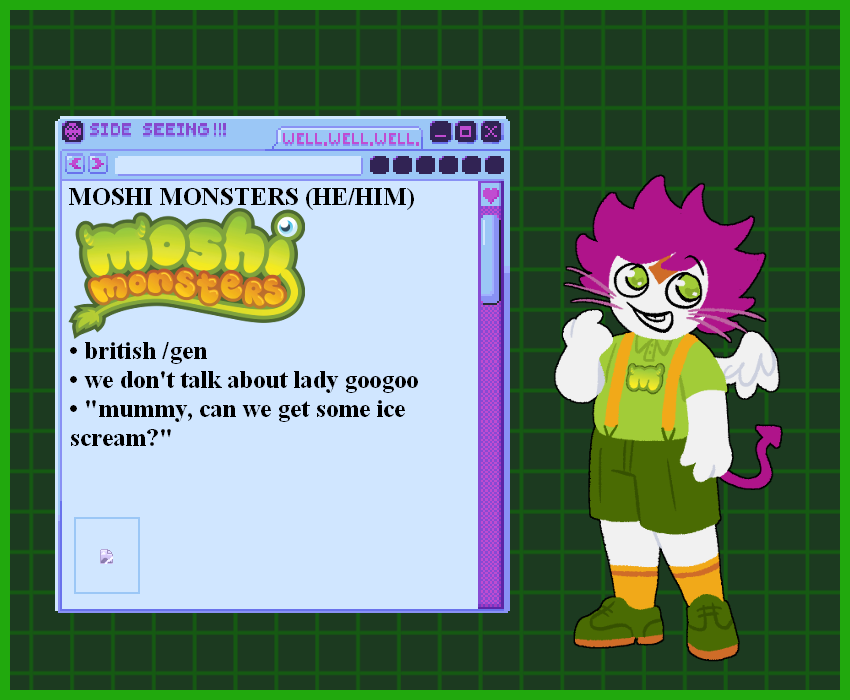 SIDE SEEING!!!
WELL.WELL.WELL.
MOSHI MONSTERS (HE/HIM)
moshi
monsters
• british /gen
• we don't talk about lady googoo
• "mummy, can we get some ice
scream?"
m